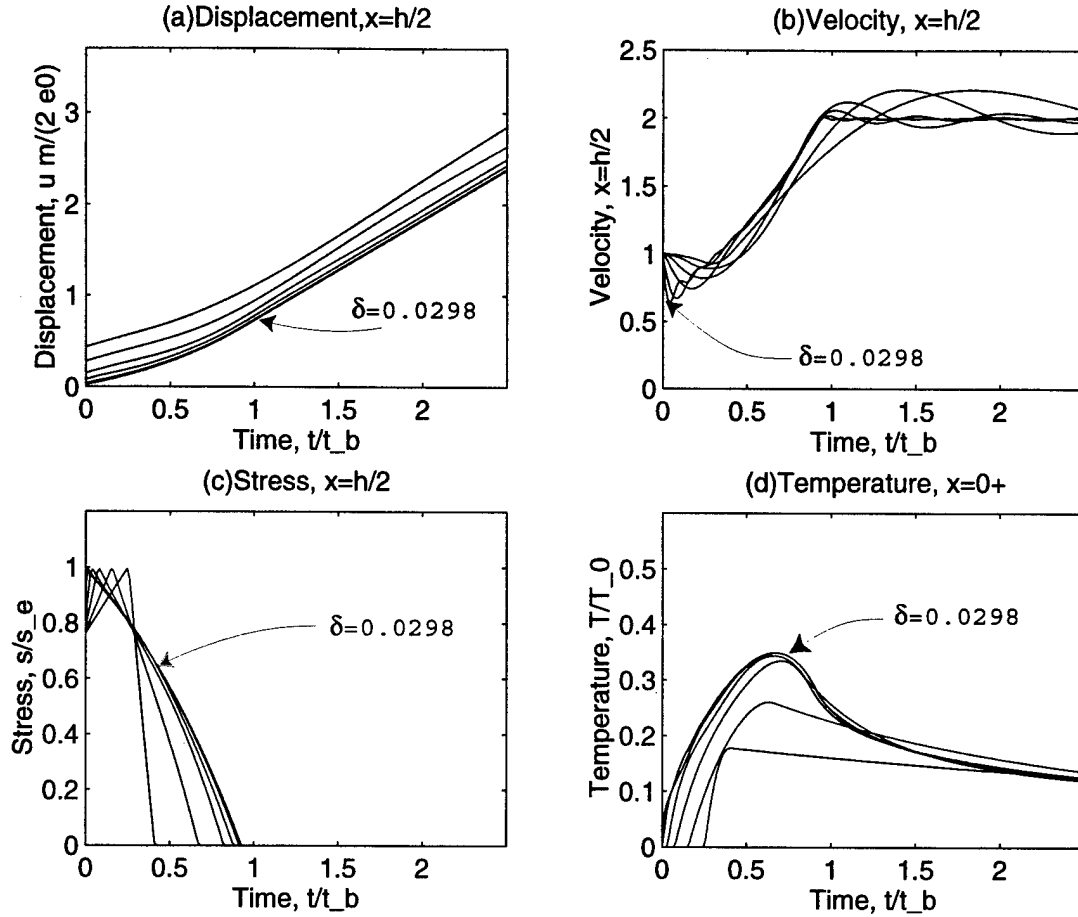 (a)Displacement,x=h/2
3
2
1
0
Displacement, u m/(2 e0)
δ=0.0298
0 0.5 1 1.5 2
Time, t/t_b
(b)Velocity, x=h/2
2.5
2
1.5
1
0.5
0
Velocity, x=h/2
δ=0.0298
0 0.5 1 1.5 2 2.5
Time, t/t_b
(c)Stress, x=h/2
1
0.8
0.6
0.4
0.2
0
Stress, s/s_e
δ=0.0298
0 0.5 1 1.5 2
Time, t/t_b
(d)Temperature, x=0+
0.5
0.4
0.3
0.2
0.1
0
Temperature, T/T_0
δ=0.0298
0 0.5 1 1.5 2 2.5
Time, t/t_b